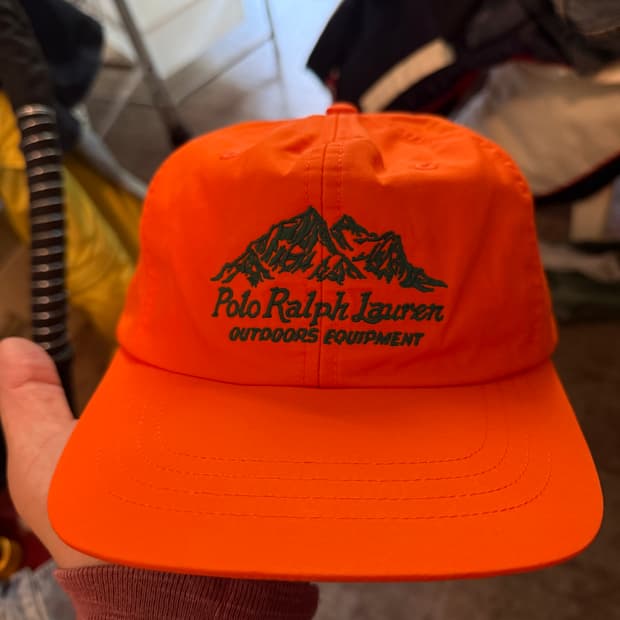 Polo Ralph Lauren
OUTDOORS EQUIPMENT